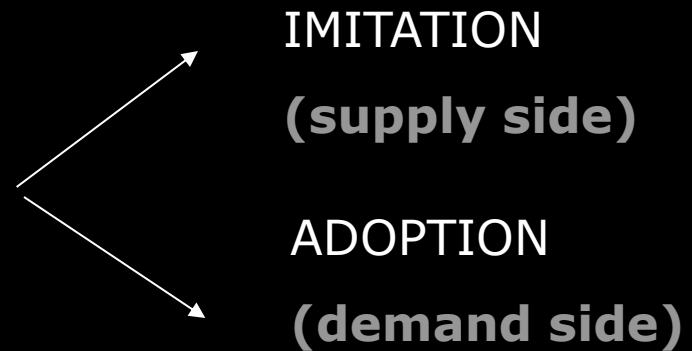 IMITATION
(supply side)
ADOPTION
(demand side)